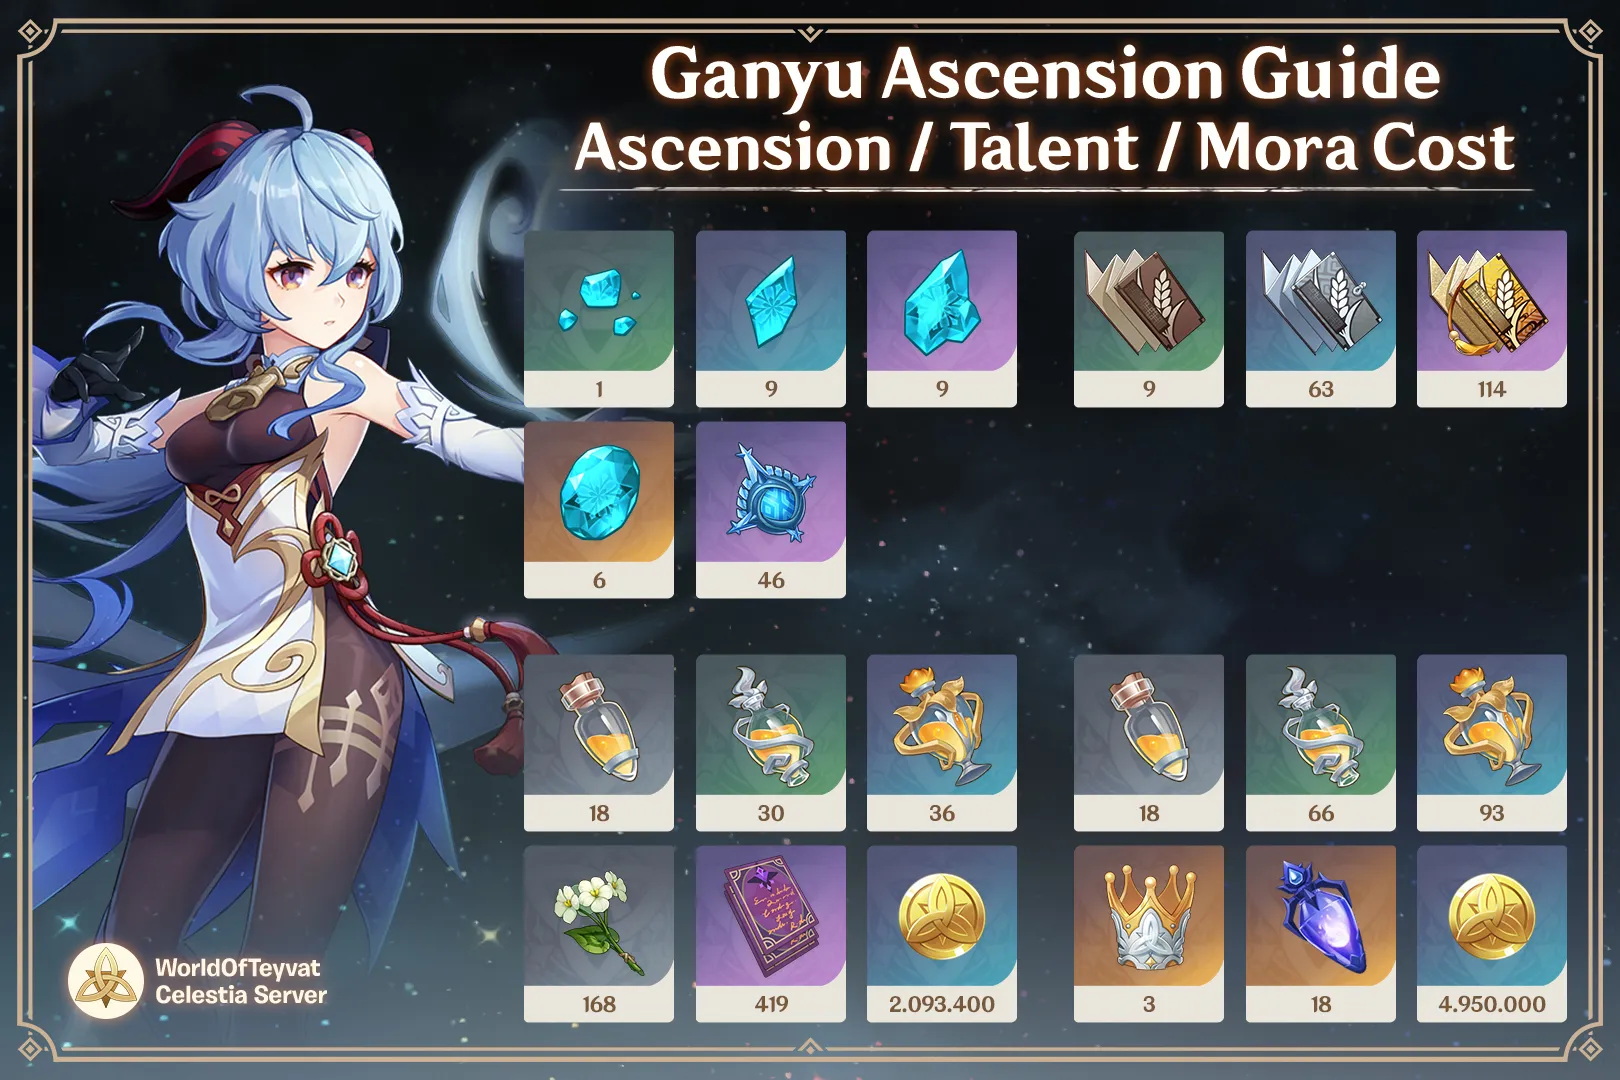 Ganyu Ascension Guide
Ascension / Talent / Mora Cost
1 9 9 9 63 114
6 46
18 30 36 18 66 93
168 419 2.093.400 3 18 4.950.000
WorldOfTeyvat
Celestia Server